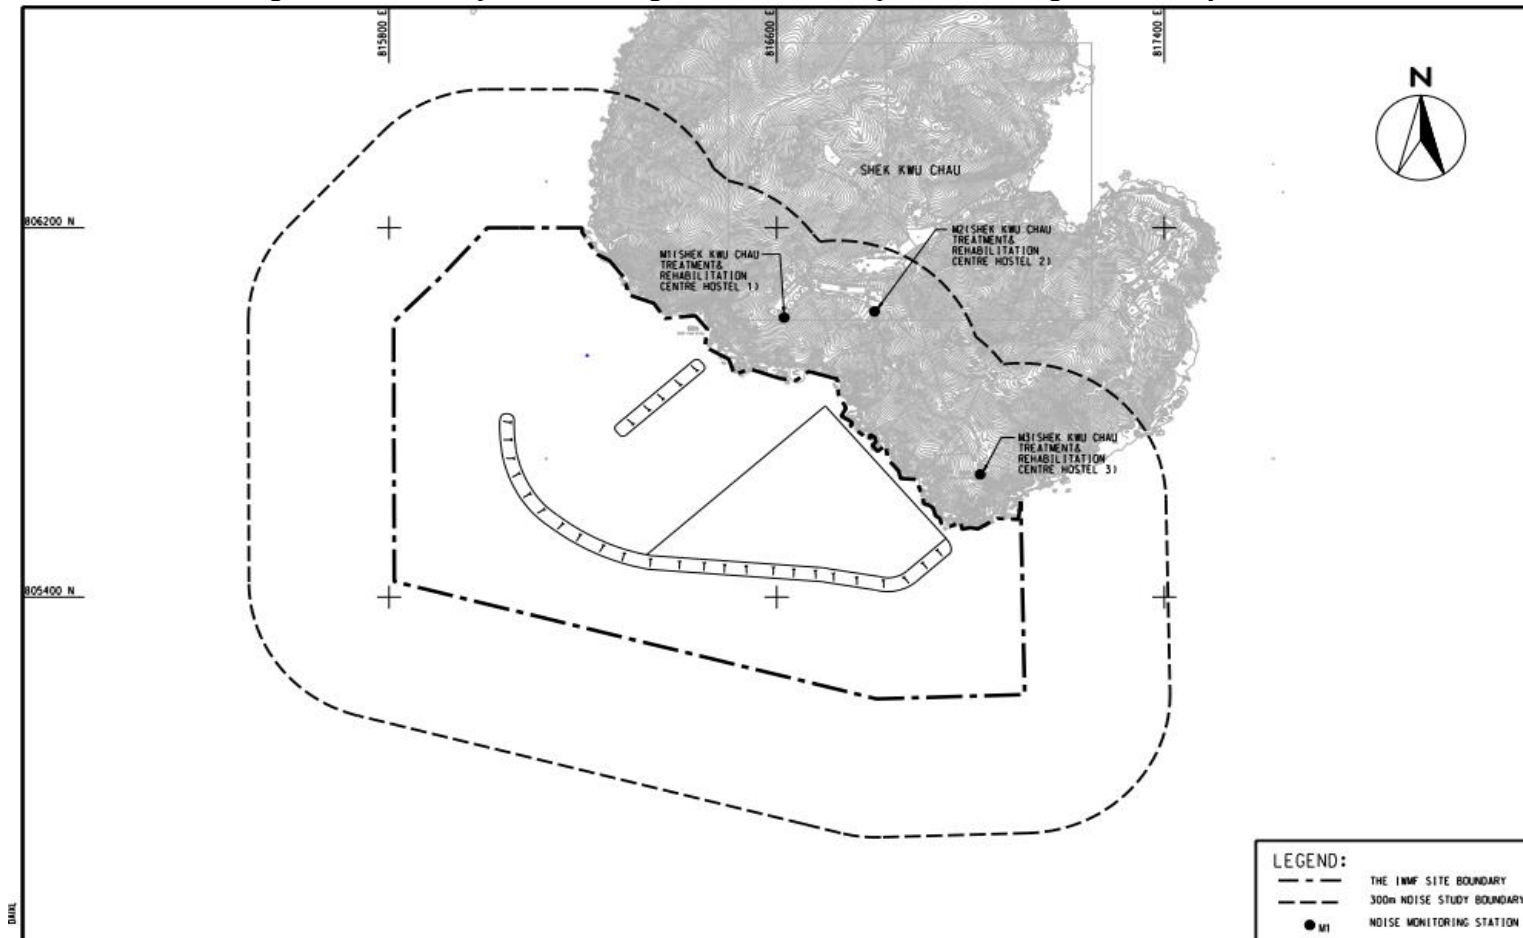 815800 E
816600 E
817400 E
N
SHEK KWU CHAU
806200 N
M1(SHEK KWU CHAU
TREATMENT&
REHABILITATION
CENTRE HOSTEL 1)
M2(SHEK KWU CHAU
TREATMENT&
REHABILITATION
CENTRE HOSTEL 2)
M3(SHEK KWU CHAU
TREATMENT&
REHABILITATION
CENTRE HOSTEL 3)
805400 N
LEGEND:
THE IWMF SITE BOUNDARY
300m NOISE STUDY BOUNDARY
M1 NOISE MONITORING STATION